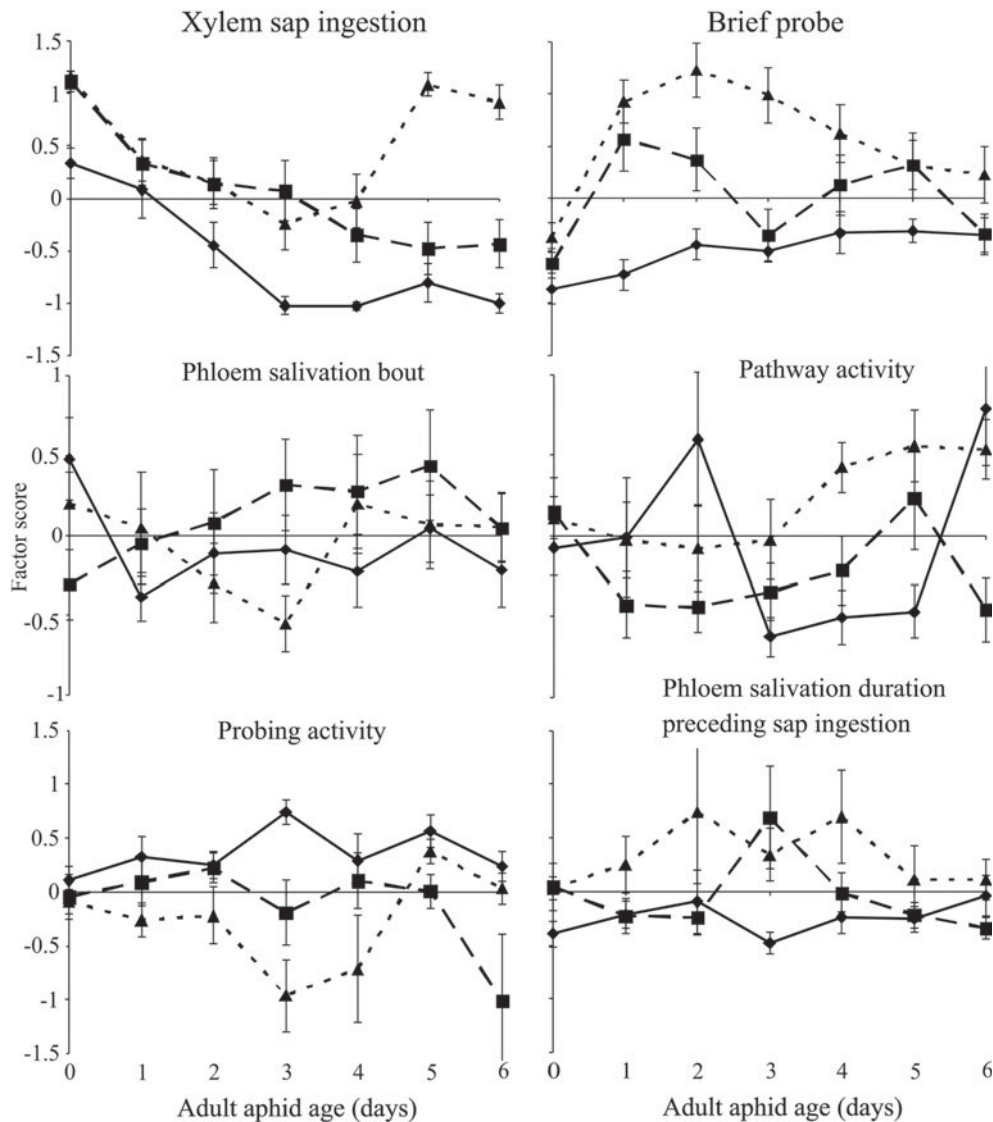 Xylem sap ingestion
Brief probe
1.5
1
0.5
0
-0.5
-1
-1.5
Phloem salivation bout
Pathway activity
1
0.5
0
-0.5
-1
Factor score
Probing activity
Phloem salivation duration
preceding sap ingestion
1.5
1
0.5
0
-0.5
-1
-1.5
0 1 2 3 4 5 6
0 1 2 3 4 5 6
Adult aphid age (days)
Adult aphid age (days)